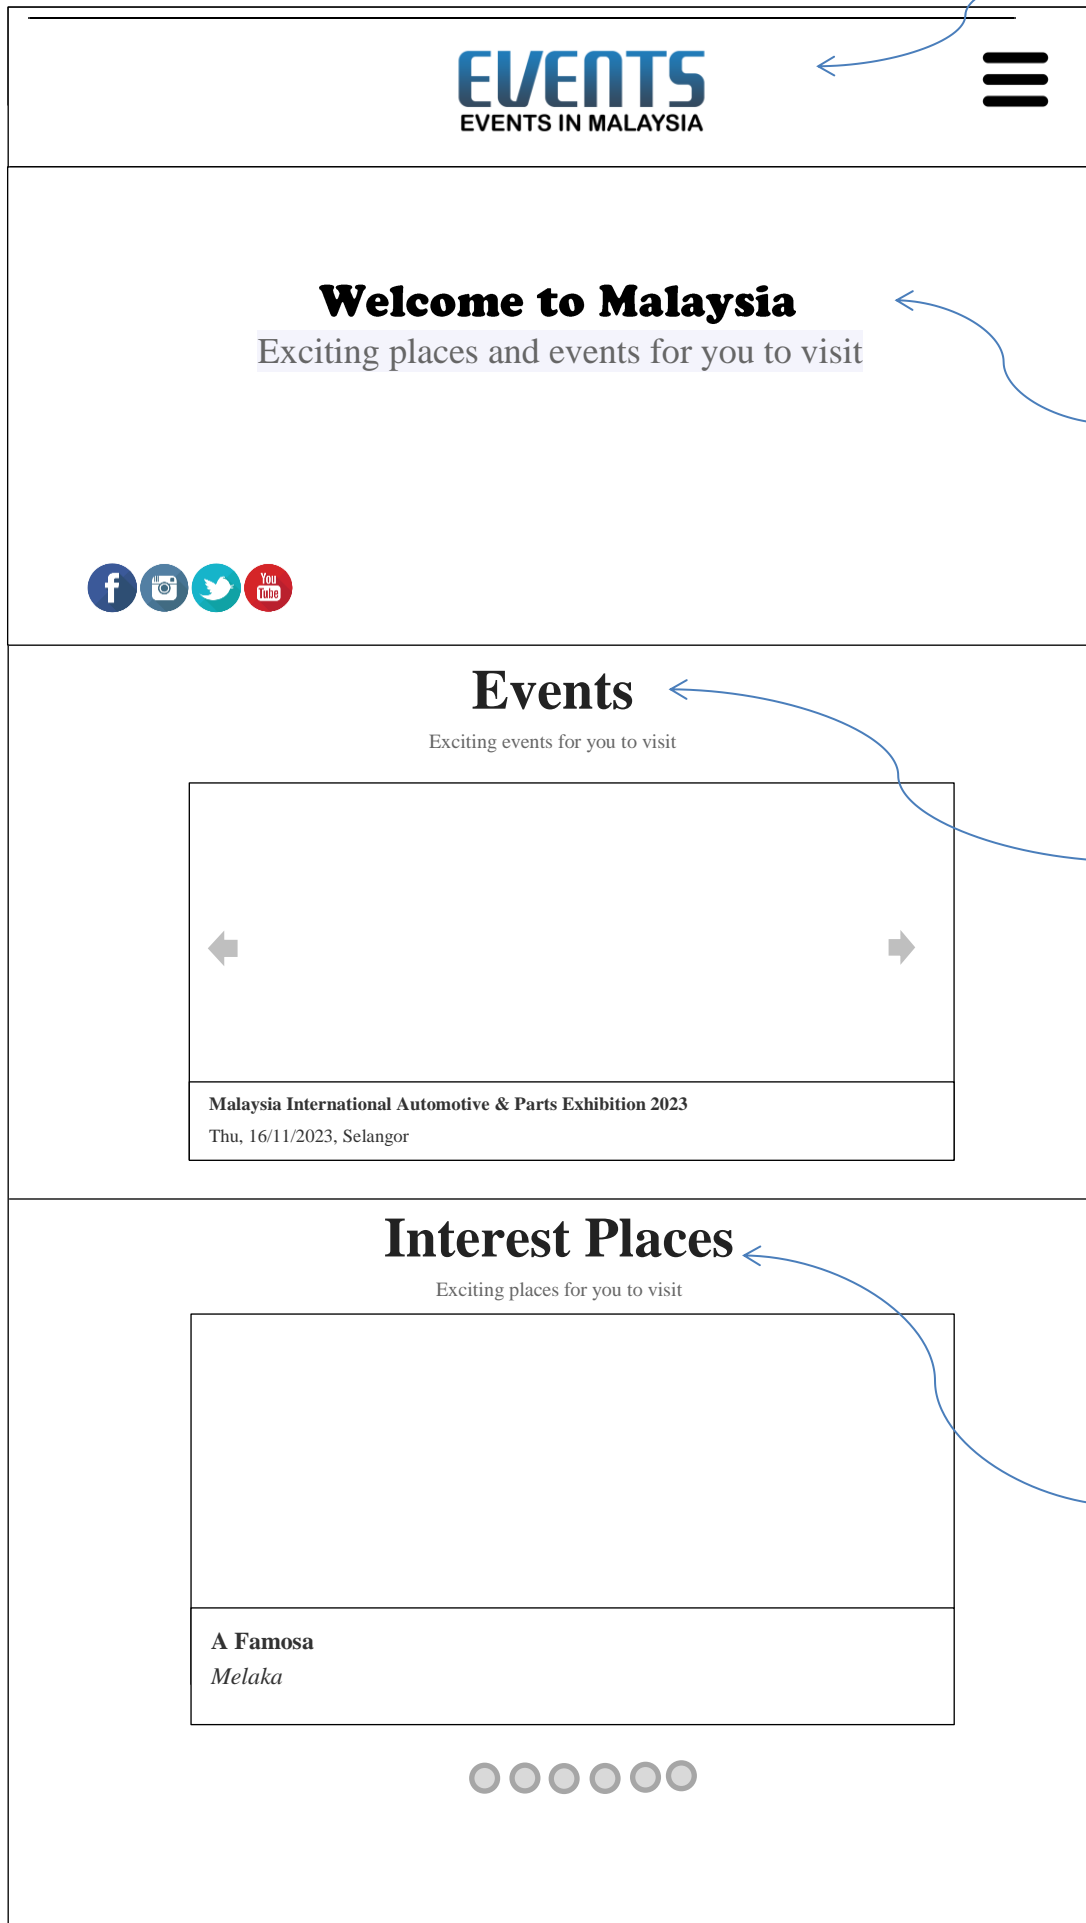 EVENTS
EVENTS IN MALAYSIA
Welcome to Malaysia
Exciting places and events for you to visit
f
You
Tube
Events
Exciting events for you to visit
Malaysia International Automotive & Parts Exhibition 2023
Thu, 16/11/2023, Selangor
Interest Places
Exciting places for you to visit
A Famosa
Melaka